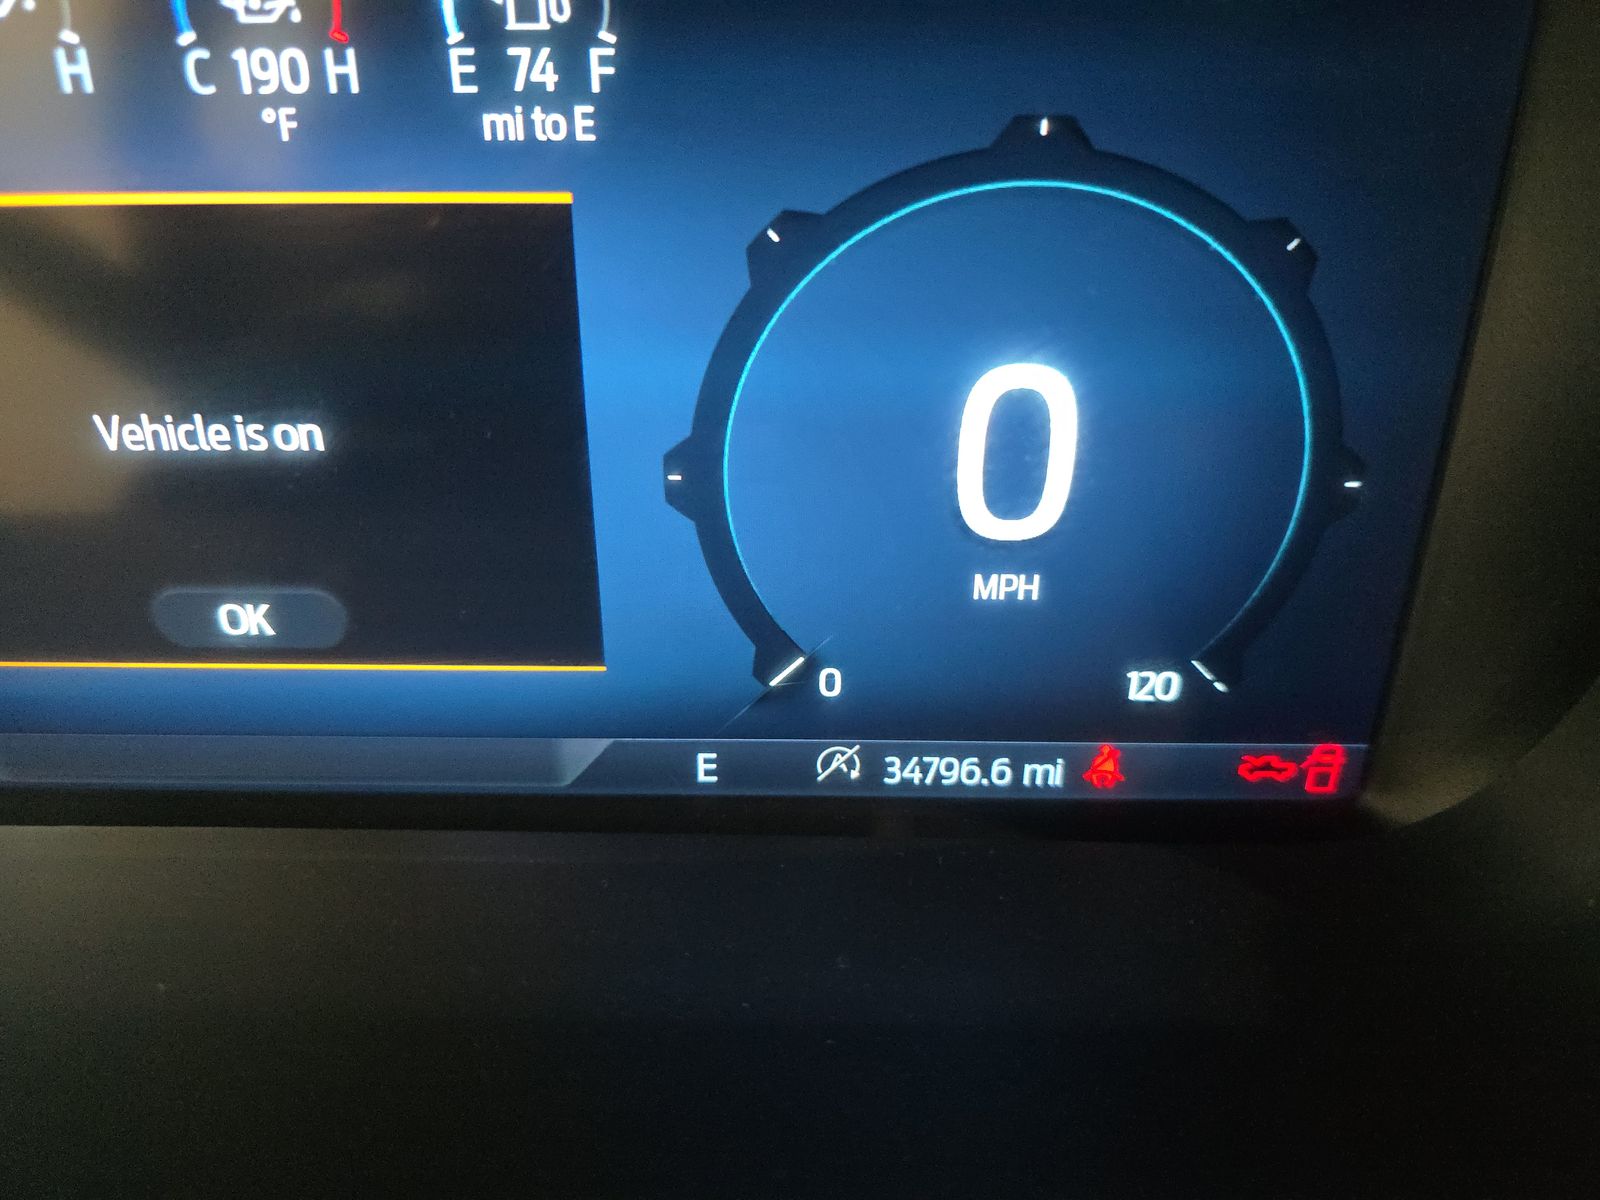 H C 190 H E 74 F
°F mi to E
Vehicle is on
0
MPH
OK
0 120
E 34796.6 mi